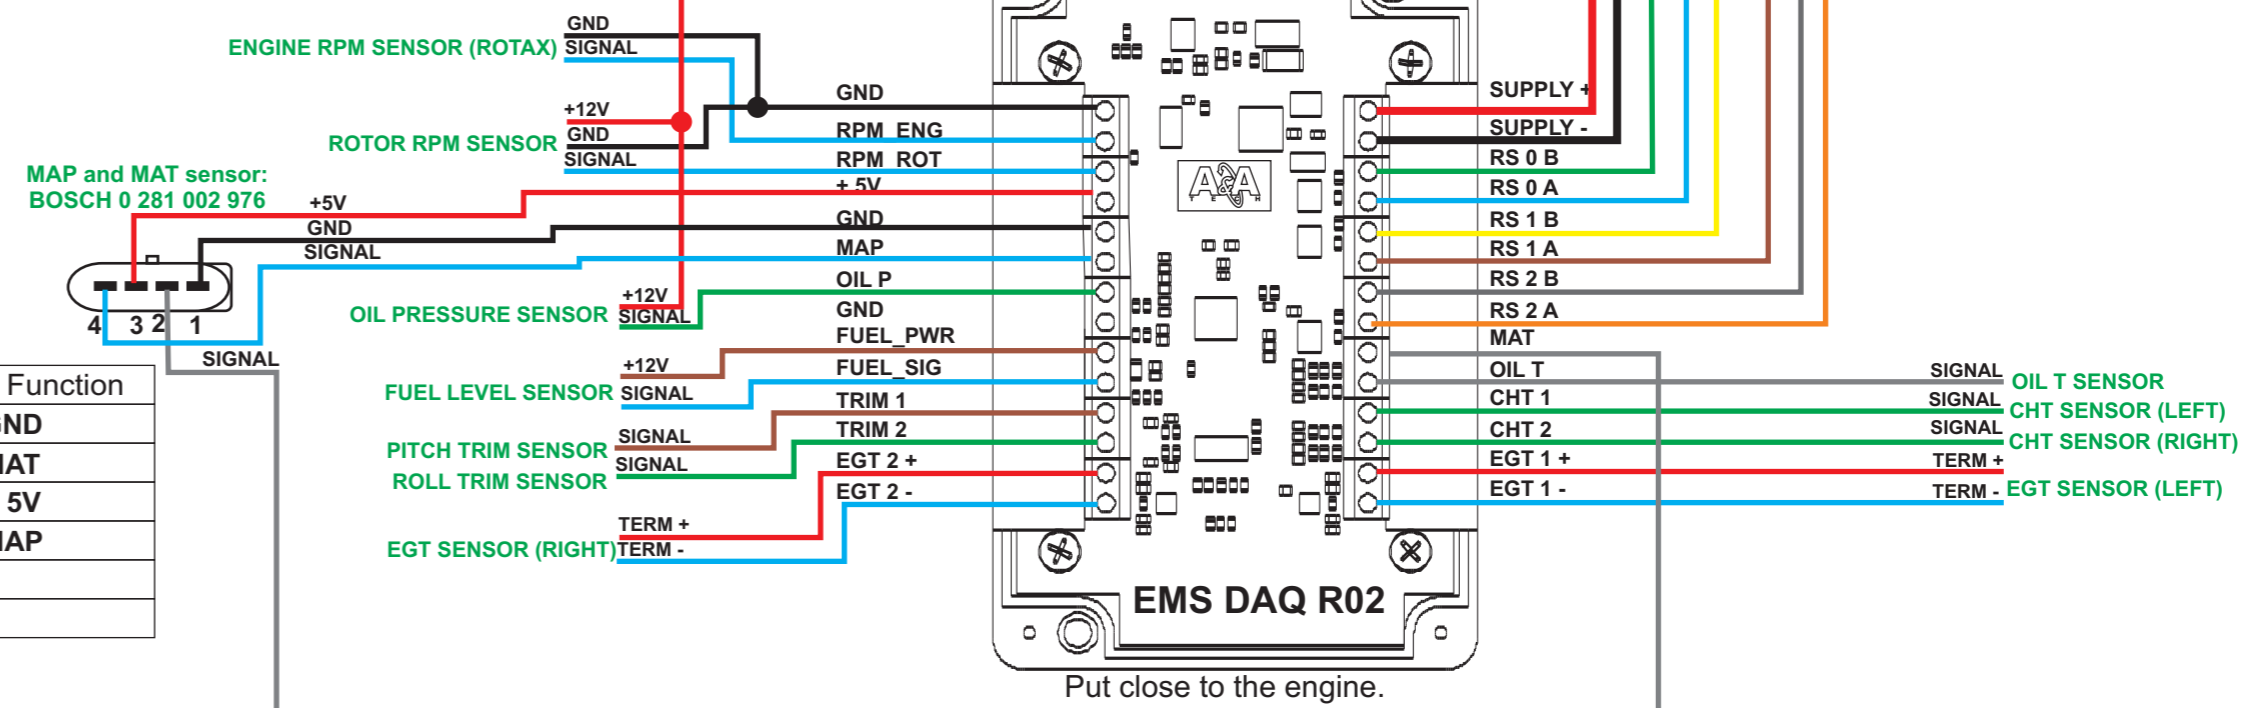 GND
ENGINE RPM SENSOR (ROTAX)
SIGNAL
+12V
GND
ROTOR RPM SENSOR
SIGNAL
MAP and MAT sensor:
BOSCH 0 281 002 976
+5V
GND
SIGNAL
4 3 2 1
SIGNAL
Function
5V
+12V
OIL PRESSURE SENSOR
SIGNAL
+12V
FUEL LEVEL SENSOR
SIGNAL
PITCH TRIM SENSOR
SIGNAL
ROLL TRIM SENSOR
SIGNAL
TERM +
EGT SENSOR (RIGHT)
TERM -
GND
RPM_ENG
RPM_ROT
+ 5V
GND
MAP
OIL P
GND
FUEL_PWR
FUEL_SIG
TRIM 1
TRIM 2
EGT 2 +
EGT 2 -
A&A
TECH
EMS DAQ R02
Put close to the engine.
SUPPLY +
SUPPLY -
RS 0 B
RS 0 A
RS 1 B
RS 1 A
RS 2 B
RS 2 A
MAT
OIL T
CHT 1
CHT 2
EGT 1 +
EGT 1 -
SIGNAL
OIL T SENSOR
SIGNAL
CHT SENSOR (LEFT)
SIGNAL
CHT SENSOR (RIGHT)
TERM +
TERM -
EGT SENSOR (LEFT)